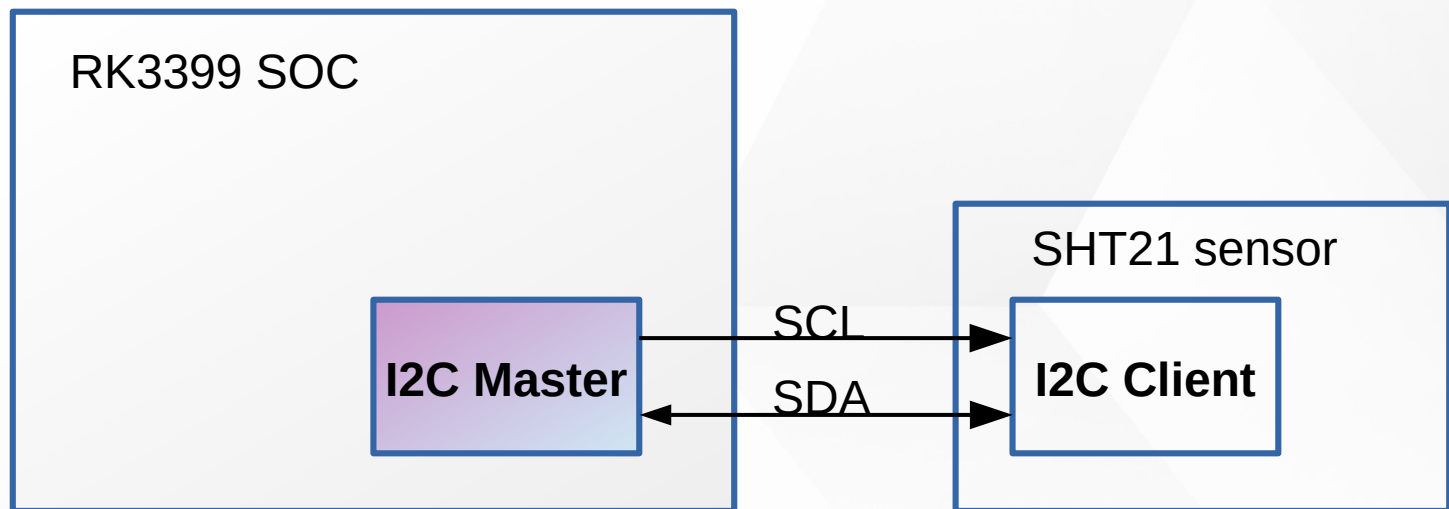 RK3399 SOC
SHT21 sensor
SCL
I2C Master
I2C Client
SDA